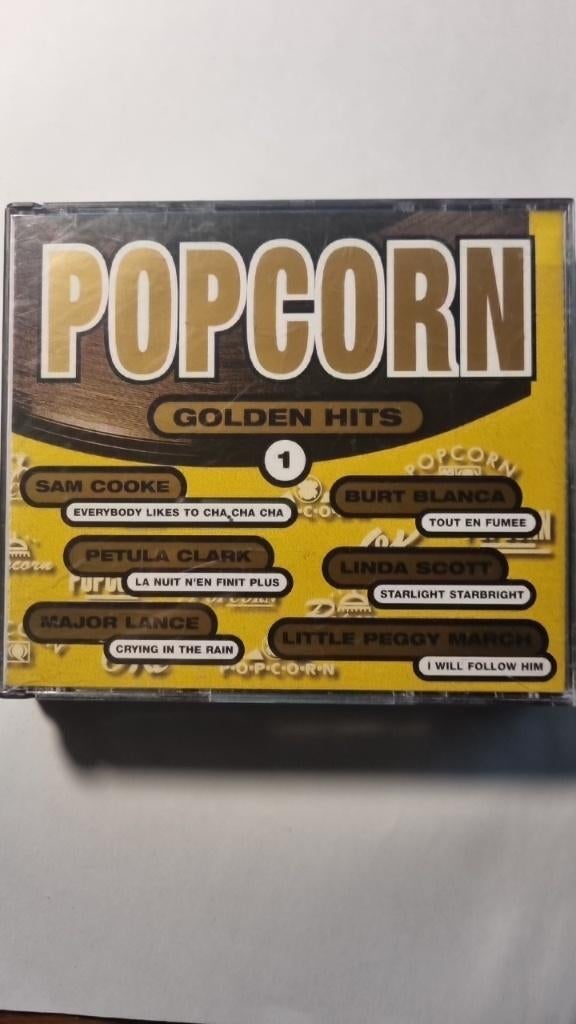 POPCORN
GOLDEN HITS
1
POPCORN
SAM COOKE
EVERYBODY LIKES TO CHA CHA CHA
BURT BLANCA
TOUT EN FUMEE
PETULA CLARK
LA NUIT N'EN FINIT PLUS
LINDA SCOTT
STARLIGHT STARBRIGHT
MAJOR LANCE
CRYING IN THE RAIN
LITTLE PEGGY MARCH
I WILL FOLLOW HIM
P·O·P·C·O·R·N